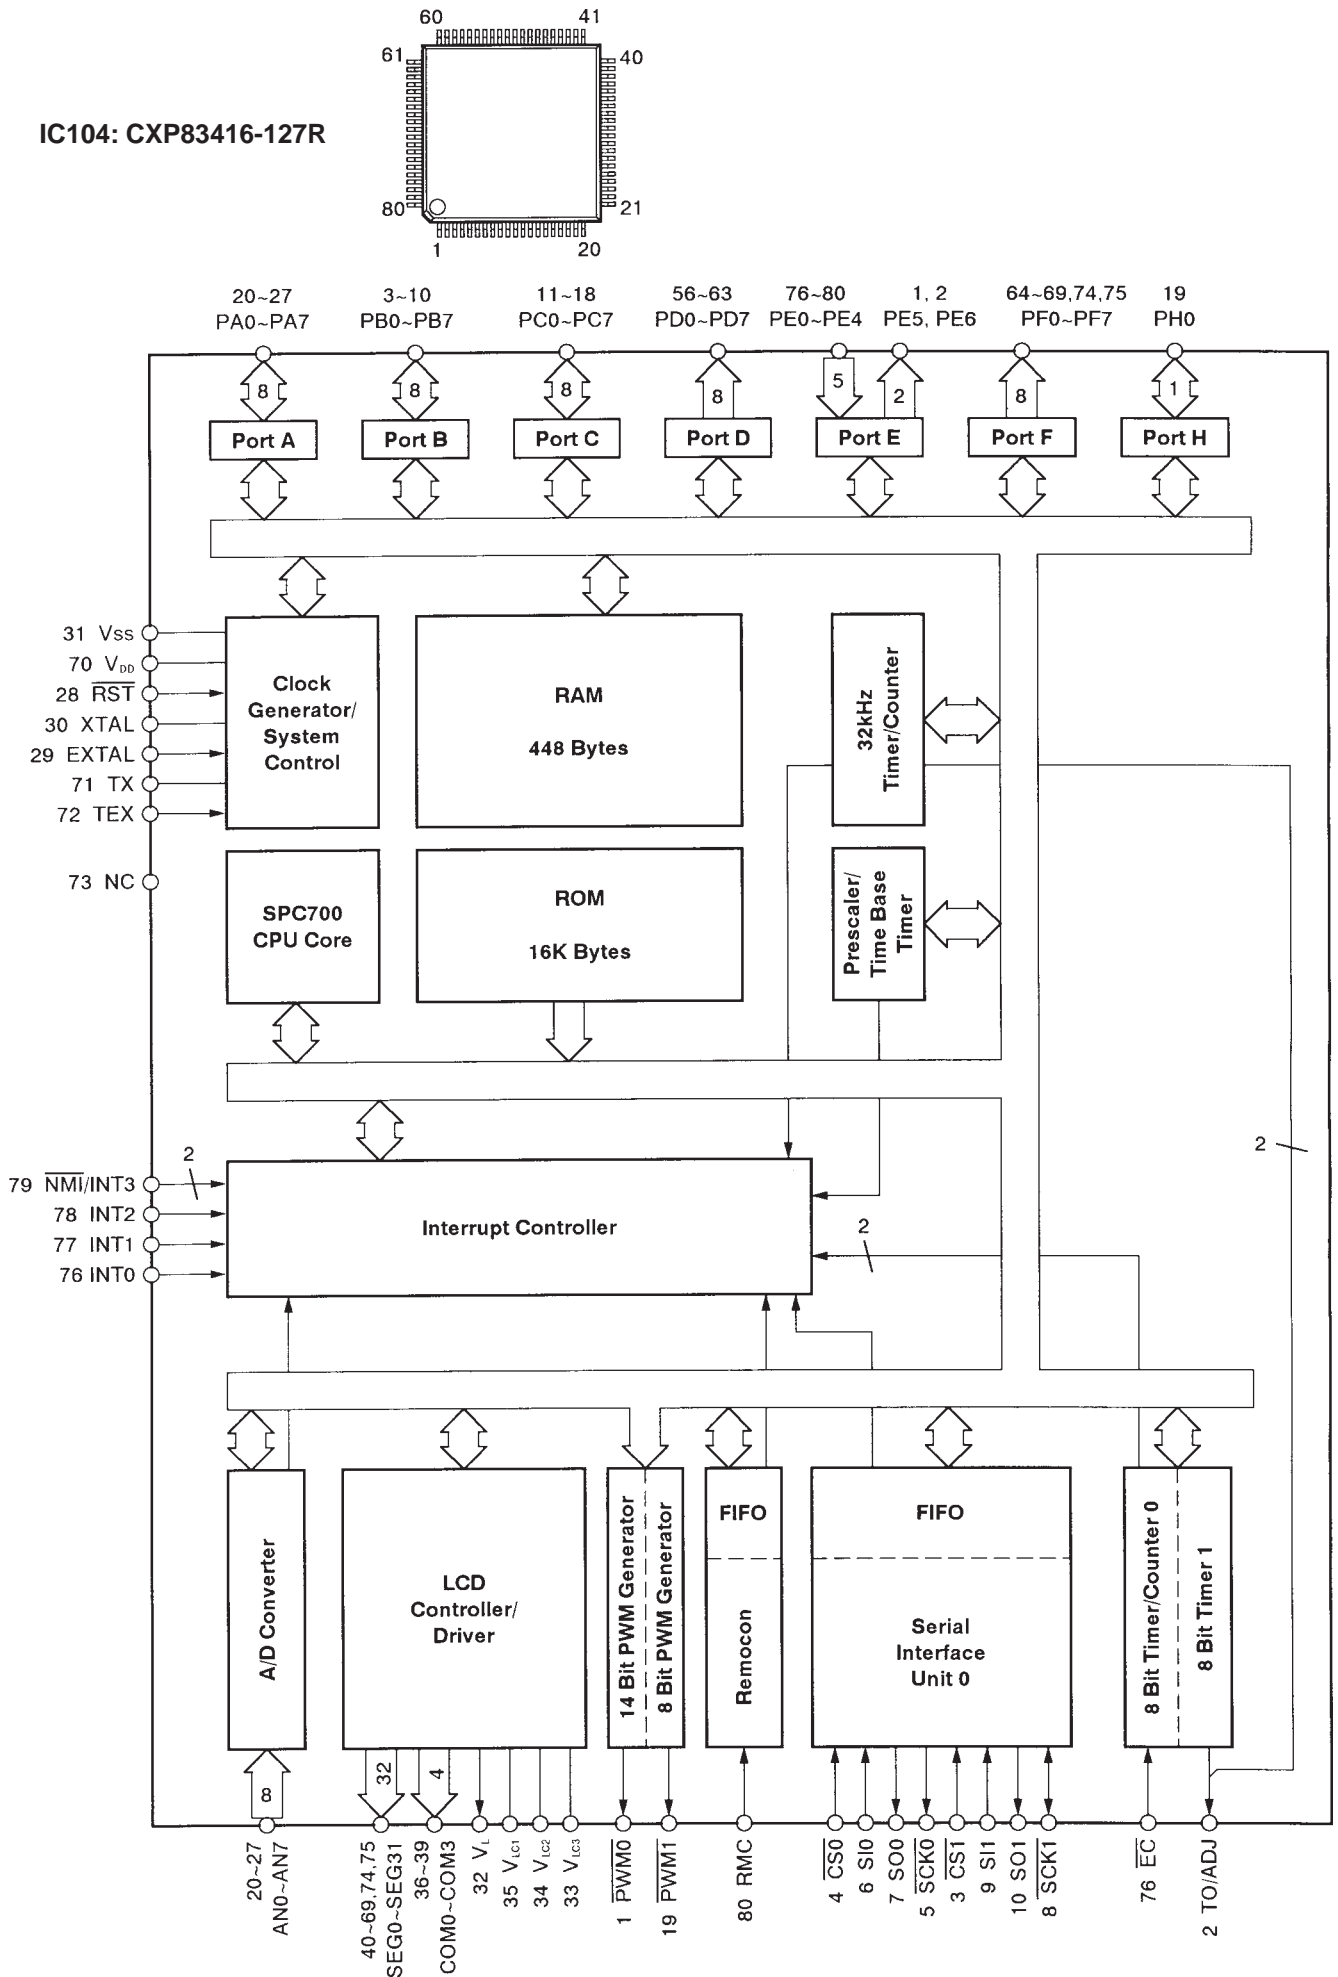 60 41
61 40
IC104: CXP83416-127R
80 21
1 20
20~27 3~10 11~18 56~63 76~80 1, 2 64~69,74,75 19
PA0~PA7 PB0~PB7 PC0~PC7 PD0~PD7 PE0~PE4 PE5, PE6 PF0~PF7 PH0
8 8 8 8 5 2 8 1
Port A Port B Port C Port D Port E Port F Port H
31 VSS
70 VDD
28 RST
30 XTAL
29 EXTAL
71 TX
72 TEX
73 NC
Clock
Generator/
System
Control
RAM
448 Bytes
32kHz
Timer/Counter
SPC700
CPU Core
ROM
16K Bytes
Prescaler/
Time Base
Timer
2
2
79 NMI/INT3
78 INT2
77 INT1
76 INT0
Interrupt Controller
2
A/D Converter
LCD
Controller/
Driver
14 Bit PWM Generator
8 Bit PWM Generator
FIFO
Remocon
FIFO
Serial
Interface
Unit 0
8 Bit Timer/Counter 0
8 Bit Timer 1
8
32
4
20~27
AN0~AN7
40~69,74,75
SEG0~SEG31
36~39
COM0~COM3
32 VL
35 VLC1
34 VLC2
33 VLC3
1 PWM0
19 PWM1
80 RMC
4 CS0
6 SI0
7 SO0
5 SCK0
3 CS1
9 SI1
10 SO1
8 SCK1
76 EC
2 TO/ADJ